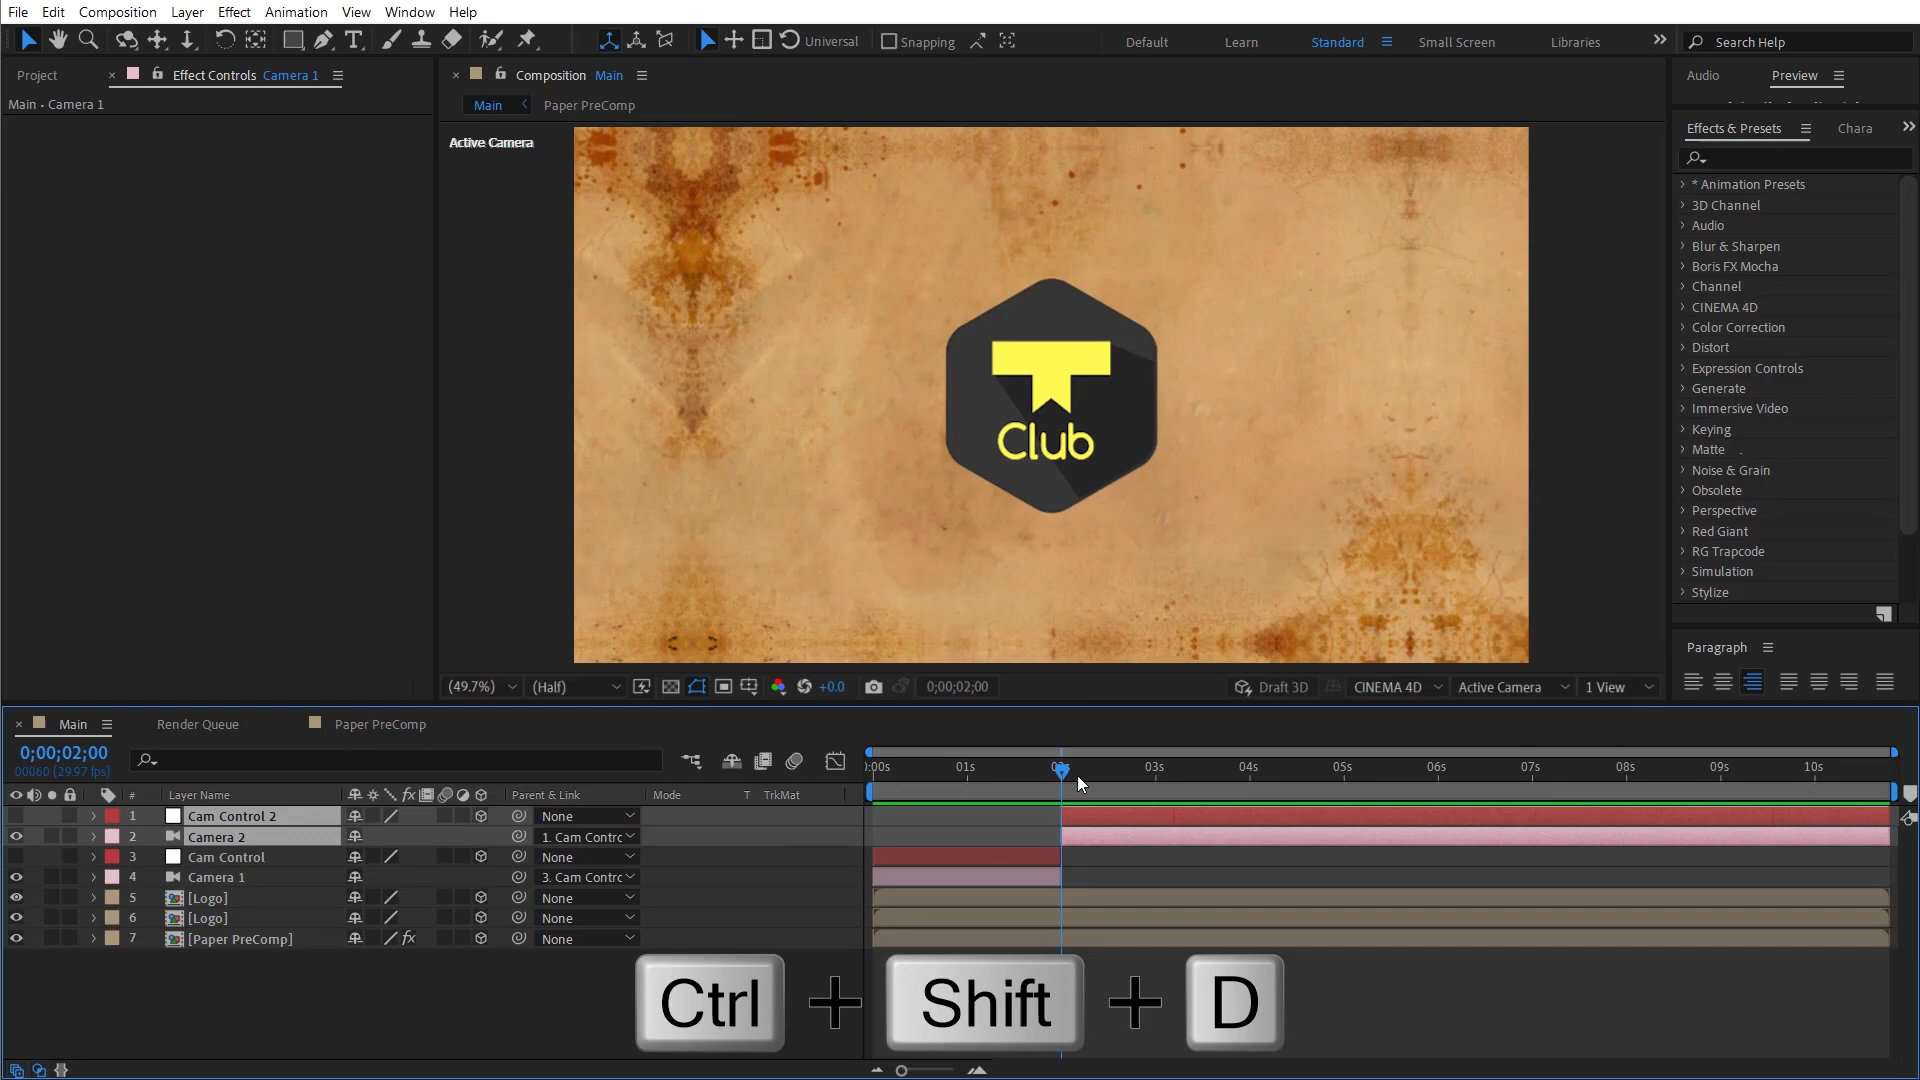 File Edit Composition Layer Effect Animation View Window Help
Universal Snapping Default Learn Standard Small Screen Libraries Search Help
Project Effect Controls Camera 1 Composition Main Audio Preview
Main • Camera 1
Main Paper PreComp
Effects & Presets Chara
Active Camera
* Animation Presets
3D Channel
Audio
Blur & Sharpen
Boris FX Mocha
Channel
CINEMA 4D
Color Correction
Distort
Expression Controls
Generate
Immersive Video
Keying
Matte
Noise & Grain
Obsolete
Perspective
Red Giant
RG Trapcode
Simulation
Stylize
T
Club
Paragraph
(49.7%) (Half) +0.0 0;00;02;00 Draft 3D CINEMA 4D Active Camera 1 View
Main Render Queue Paper PreComp
0;00;02;00
00060 (29.97 fps)
:00s 01s 02s 03s 04s 05s 06s 07s 08s 09s 10s
# Layer Name fx Parent & Link Mode T TrkMat
1 Cam Control 2 None
2 Camera 2 1. Cam Contro
3 Cam Control None
4 Camera 1 3. Cam Contro
5 [Logo] None
6 [Logo] None
7 [Paper PreComp] fx None
Ctrl + Shift + D